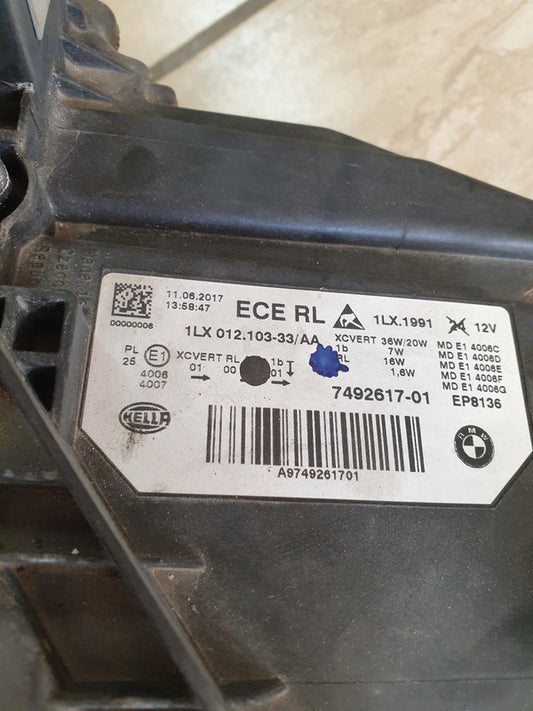 11.06.2017
13:58:47
00000006
ECE RL 1LX.1991 12V
1LX 012.103-33/AA
XCVERT 36W/20W
1b 7W
RL 16W
1,6W
MD E1 4006C
MD E1 4006D
MD E1 4006E
MD E1 4006F
MD E1 4006G
PL E1 XCVERT RL 1b
25 01 00 01
4006
4007
7492617-01 EP8136
HELLA
BMW
A9749261701